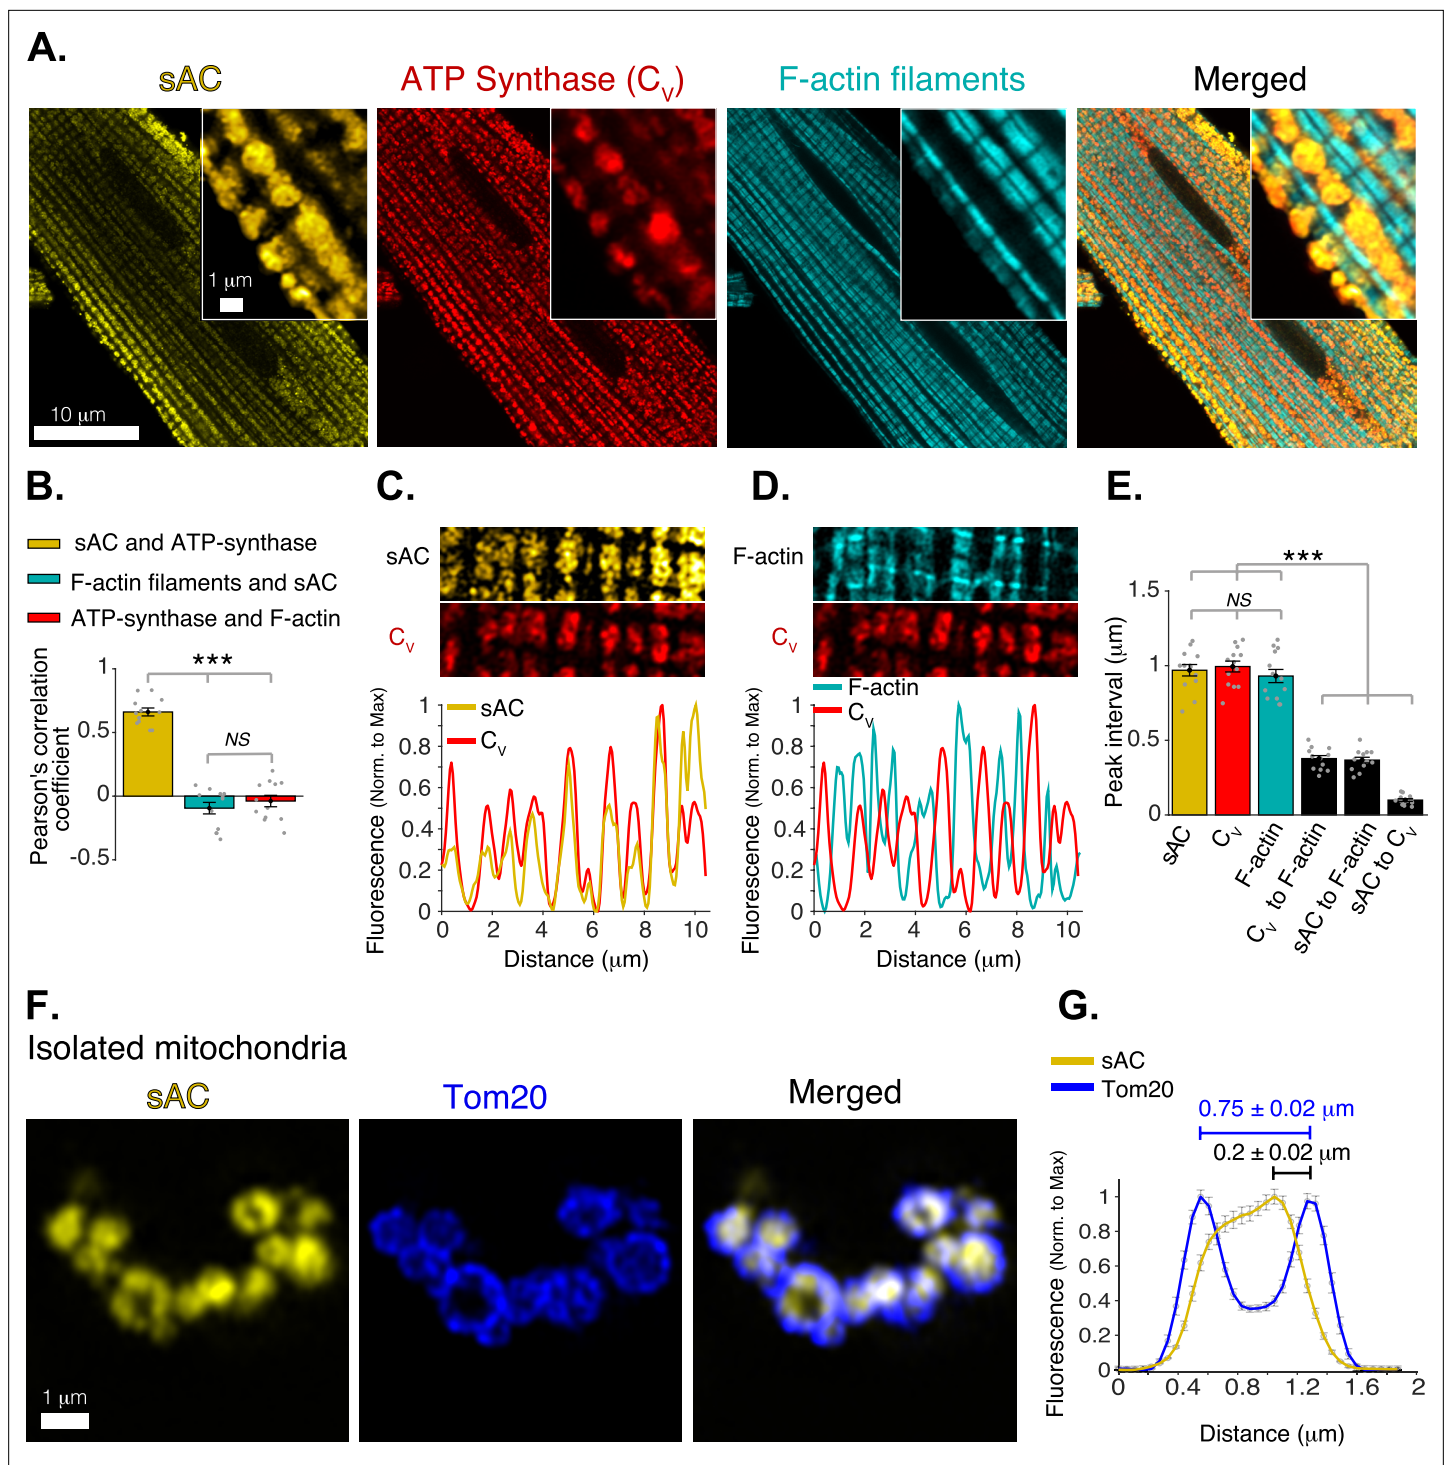 A.
sAC
ATP Synthase (Cv)
F-actin filaments
Merged
1 μm
10 μm
B.
sAC and ATP-synthase
F-actin filaments and sAC
ATP-synthase and F-actin
Pearson's correlation
coefficient
1
0.5
0
-0.5
***
NS
C.
sAC
Cv
sAC
Cv
Fluorescence (Norm. to Max)
1
0.8
0.6
0.4
0.2
0
0 2 4 6 8 10
Distance (μm)
D.
F-actin
Cv
F-actin
Cv
Fluorescence (Norm. to Max)
1
0.8
0.6
0.4
0.2
0
0 2 4 6 8 10
Distance (μm)
E.
***
NS
Peak interval (μm)
1.5
1
0.5
0
sAC
Cv
F-actin
Cv to F-actin
sAC to F-actin
sAC to Cv
F.
Isolated mitochondria
sAC
Tom20
Merged
1 μm
G.
sAC
Tom20
0.75 ± 0.02 μm
0.2 ± 0.02 μm
Fluorescence (Norm. to Max)
1
0.8
0.6
0.4
0.2
0
0 0.4 0.8 1.2 1.6 2
Distance (μm)